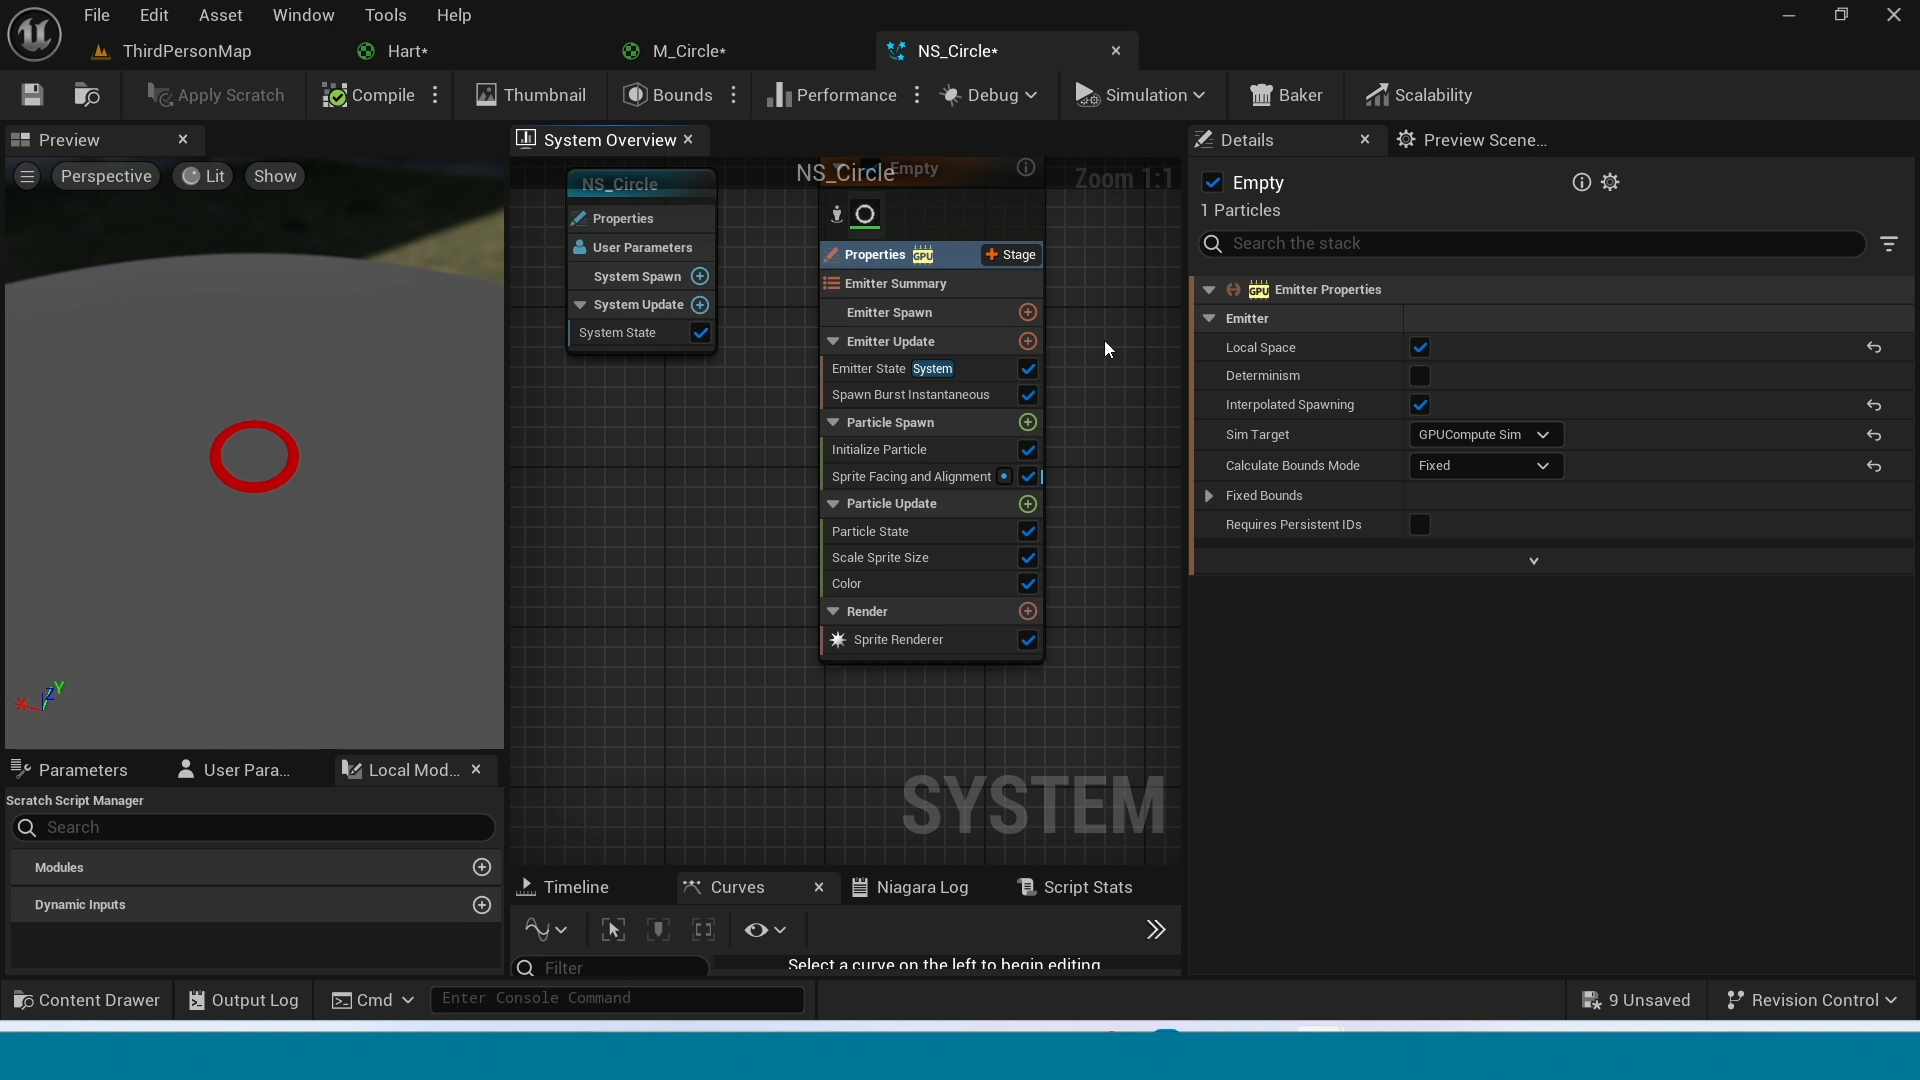 File Edit Asset Window Tools Help
ThirdPersonMap Hart* M_Circle* NS_Circle*
Apply Scratch Compile Thumbnail Bounds Performance Debug Simulation Baker Scalability
Preview
Perspective Lit Show
X Z Y
Parameters User Para... Local Mod...
Scratch Script Manager
Search
Modules
Dynamic Inputs
System Overview
NS_Circle
Zoom 1:1
NS_Circle
Properties
User Parameters
System Spawn
System Update
System State
Empty
Properties GPU Stage
Emitter Summary
Emitter Spawn
Emitter Update
Emitter State System
Spawn Burst Instantaneous
Particle Spawn
Initialize Particle
Sprite Facing and Alignment
Particle Update
Particle State
Scale Sprite Size
Color
Render
Sprite Renderer
SYSTEM
Timeline Curves Niagara Log Script Stats
Filter
Select a curve on the left to begin editing
Details Preview Scene...
Empty
1 Particles
Search the stack
GPU Emitter Properties
Emitter
Local Space
Determinism
Interpolated Spawning
Sim Target GPUCompute Sim
Calculate Bounds Mode Fixed
Fixed Bounds
Requires Persistent IDs
Content Drawer Output Log Cmd Enter Console Command 9 Unsaved Revision Control